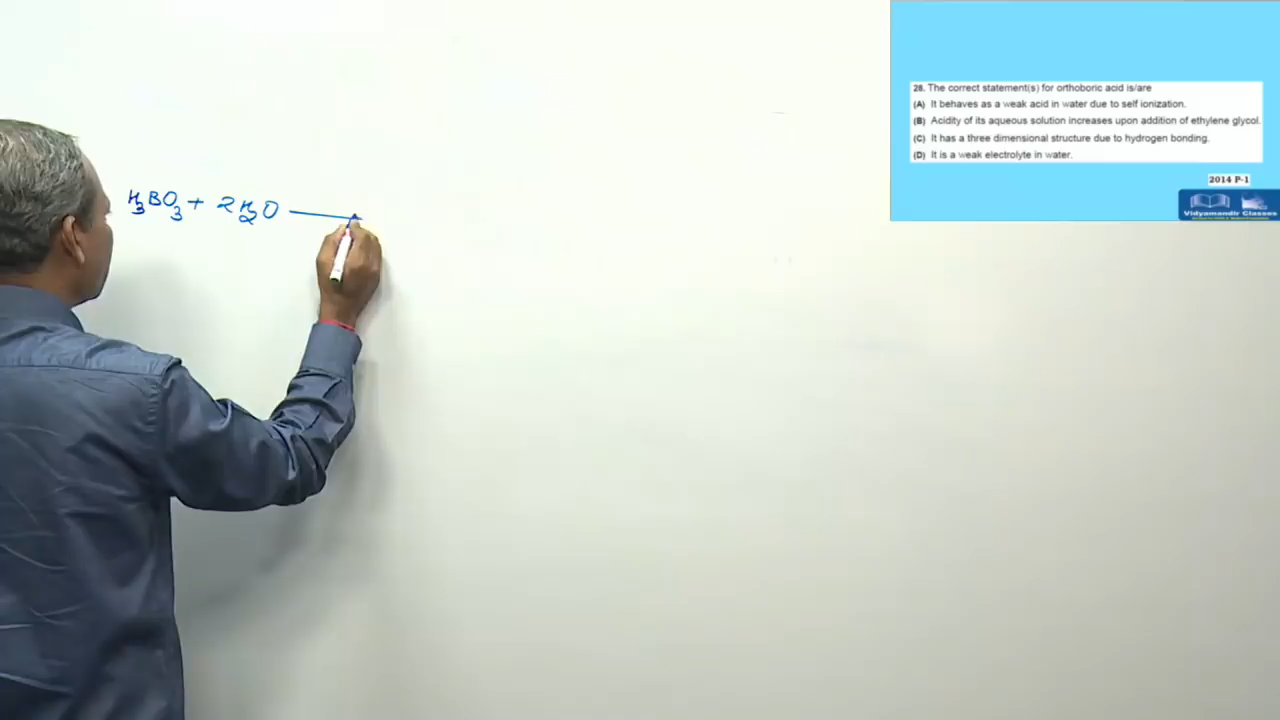 H3BO3 + 2H2O
28. The correct statement(s) for orthoboric acid is/are
(A) It behaves as a weak acid in water due to self ionization.
(B) Acidity of its aqueous solution increases upon addition of ethylene glycol.
(C) It has a three dimensional structure due to hydrogen bonding.
(D) It is a weak electrolyte in water.
2014 P-1
Vidyamandir Classes